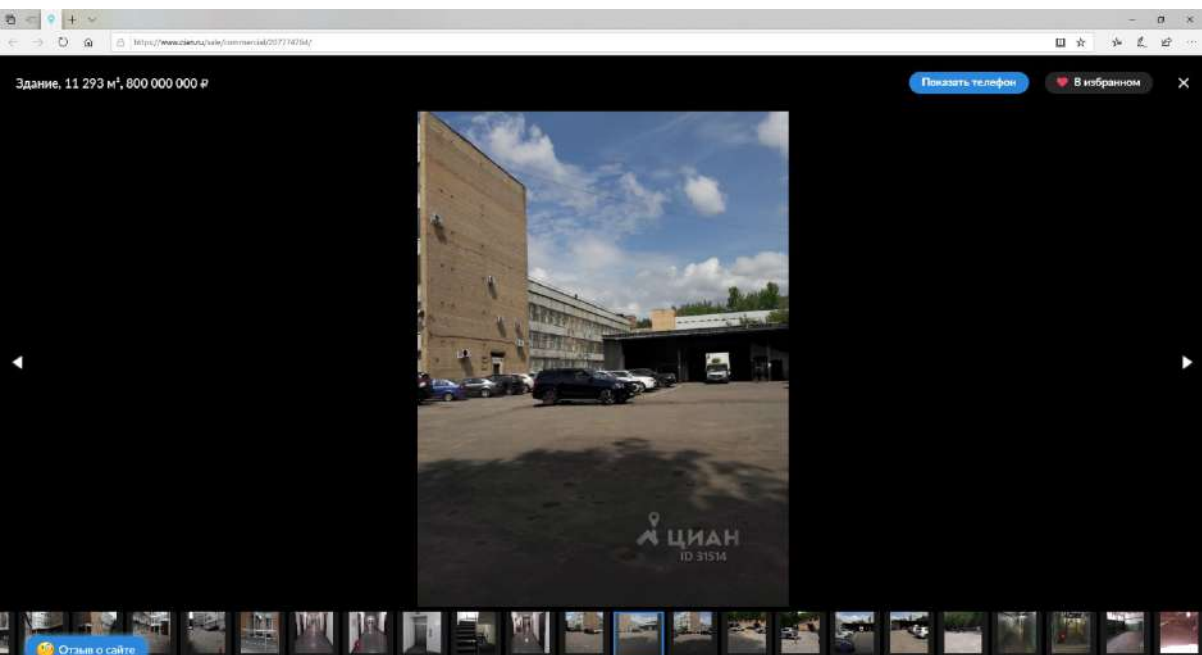 Здание, 11 293 м², 800 000 000 ₽
Показать телефон
В избранном
ЦИАН
ID 31514
Отзыв о сайте